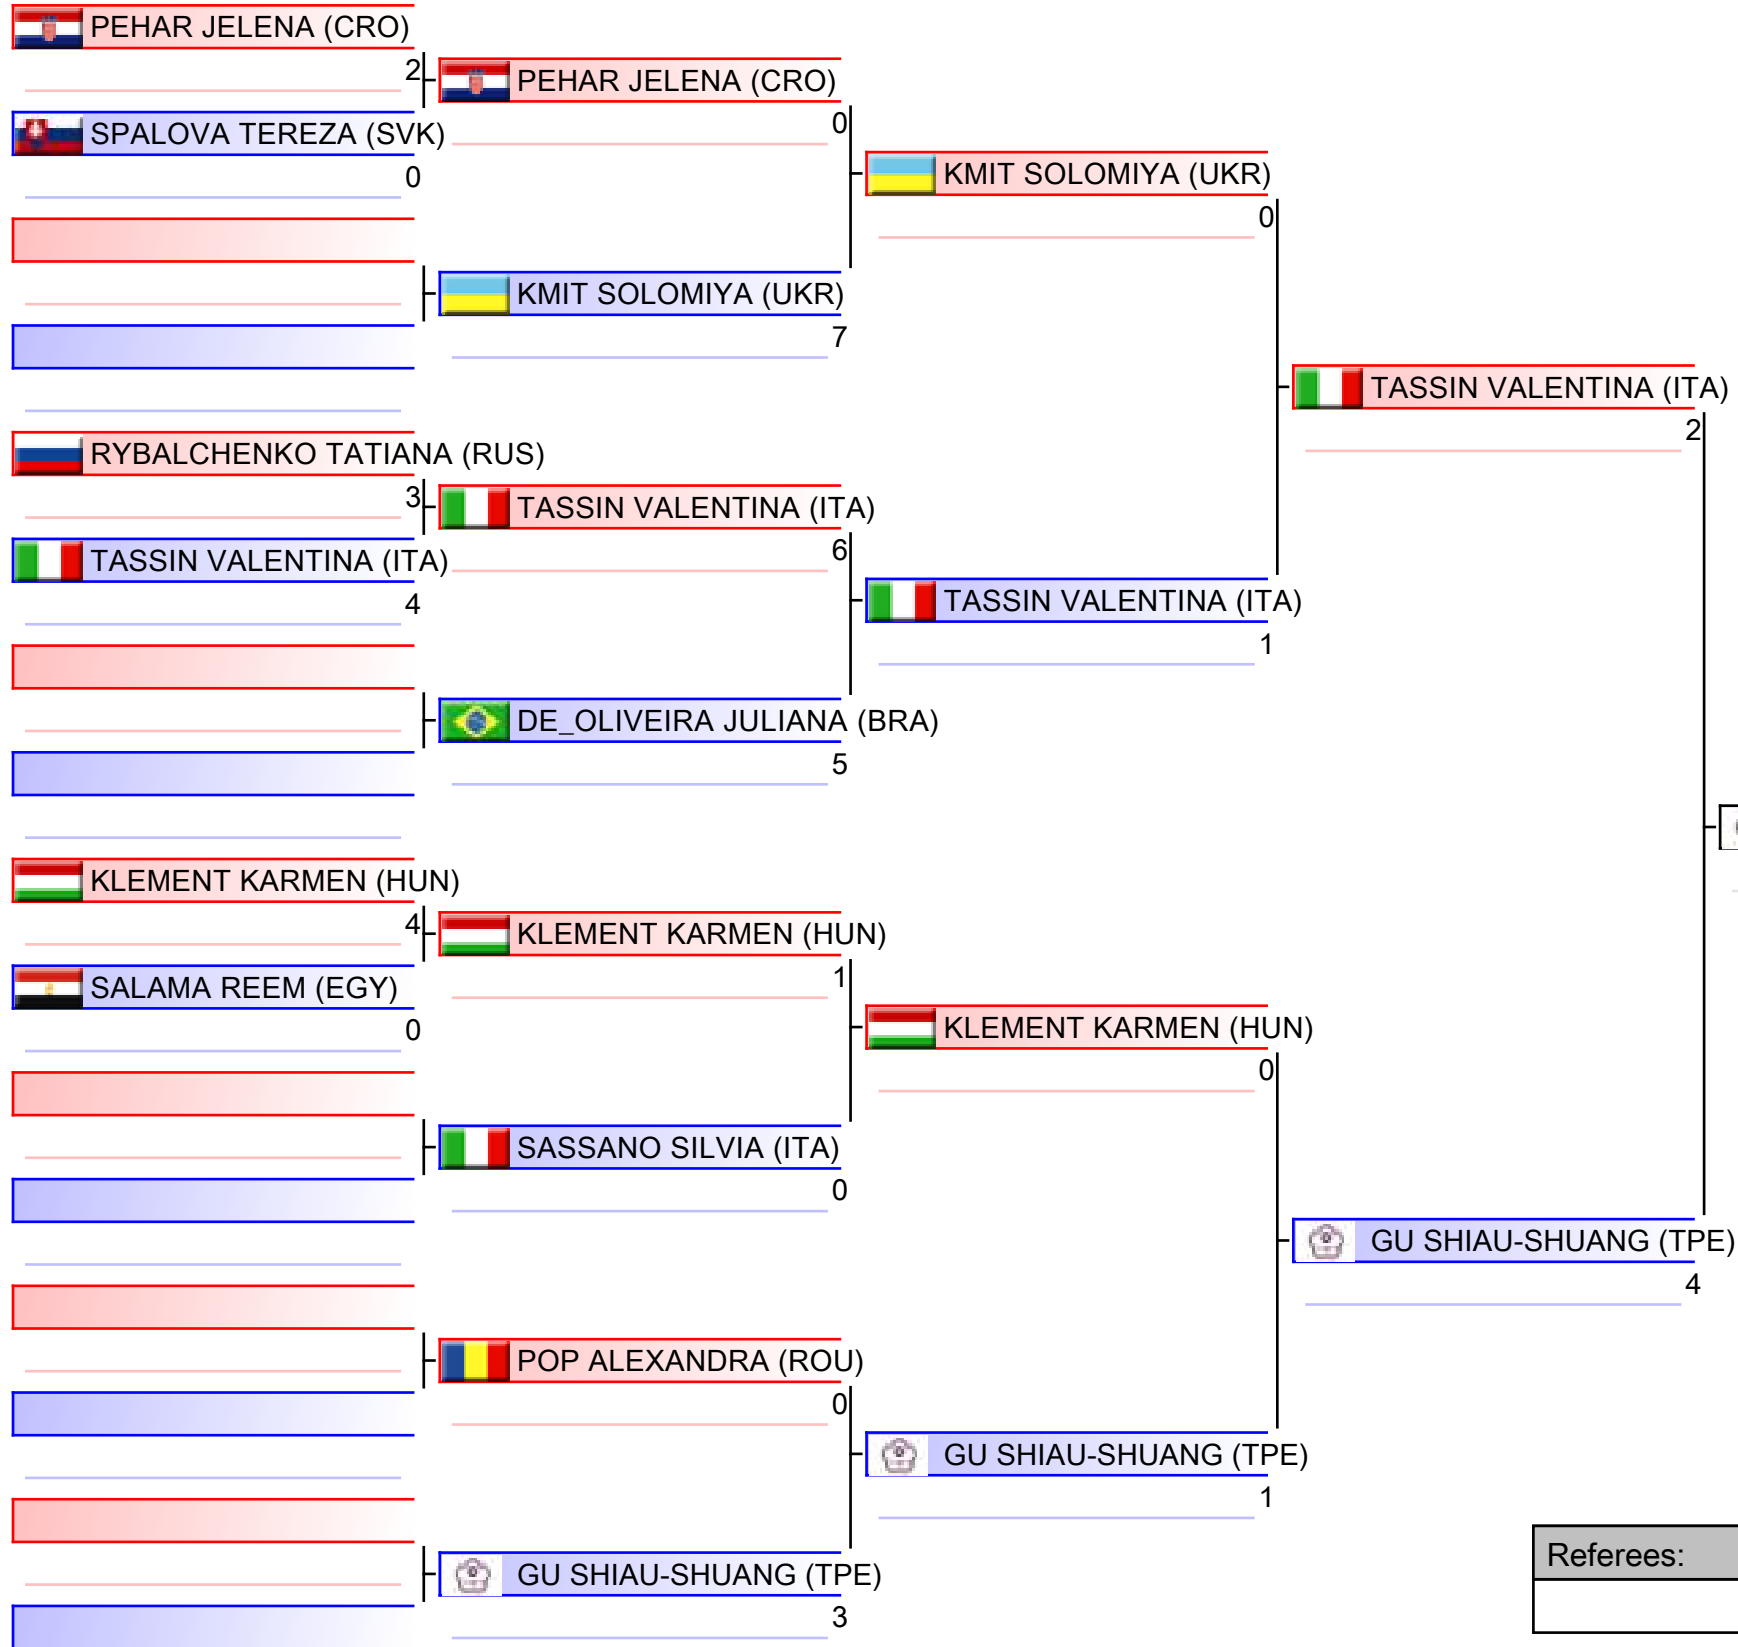 PEHAR JELENA (CRO)
2
PEHAR JELENA (CRO)
0
SPALOVA TEREZA (SVK)
0
KMIT SOLOMIYA (UKR)
0
KMIT SOLOMIYA (UKR)
7
TASSIN VALENTINA (ITA)
2
RYBALCHENKO TATIANA (RUS)
3
TASSIN VALENTINA (ITA)
6
TASSIN VALENTINA (ITA)
4
TASSIN VALENTINA (ITA)
1
DE_OLIVEIRA JULIANA (BRA)
5
KLEMENT KARMEN (HUN)
4
KLEMENT KARMEN (HUN)
1
SALAMA REEM (EGY)
0
KLEMENT KARMEN (HUN)
0
SASSANO SILVIA (ITA)
0
GU SHIAU-SHUANG (TPE)
4
POP ALEXANDRA (ROU)
0
GU SHIAU-SHUANG (TPE)
1
GU SHIAU-SHUANG (TPE)
3
Referees: